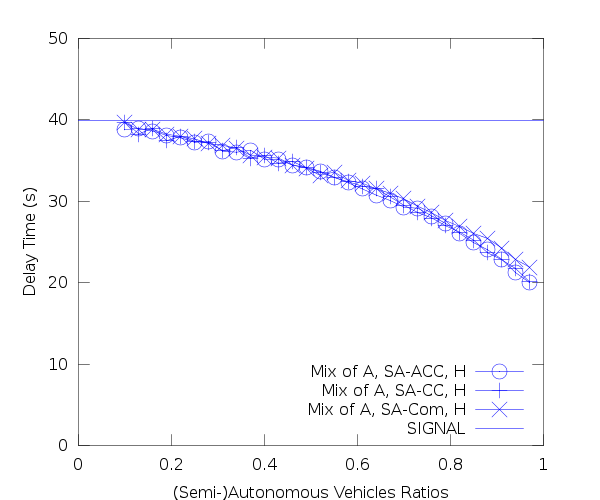 50
40
30
20
10
0
Delay Time (s)
Mix of A, SA-ACC, H
Mix of A, SA-CC, H
Mix of A, SA-Com, H
SIGNAL
0 0.2 0.4 0.6 0.8 1
(Semi-)Autonomous Vehicles Ratios